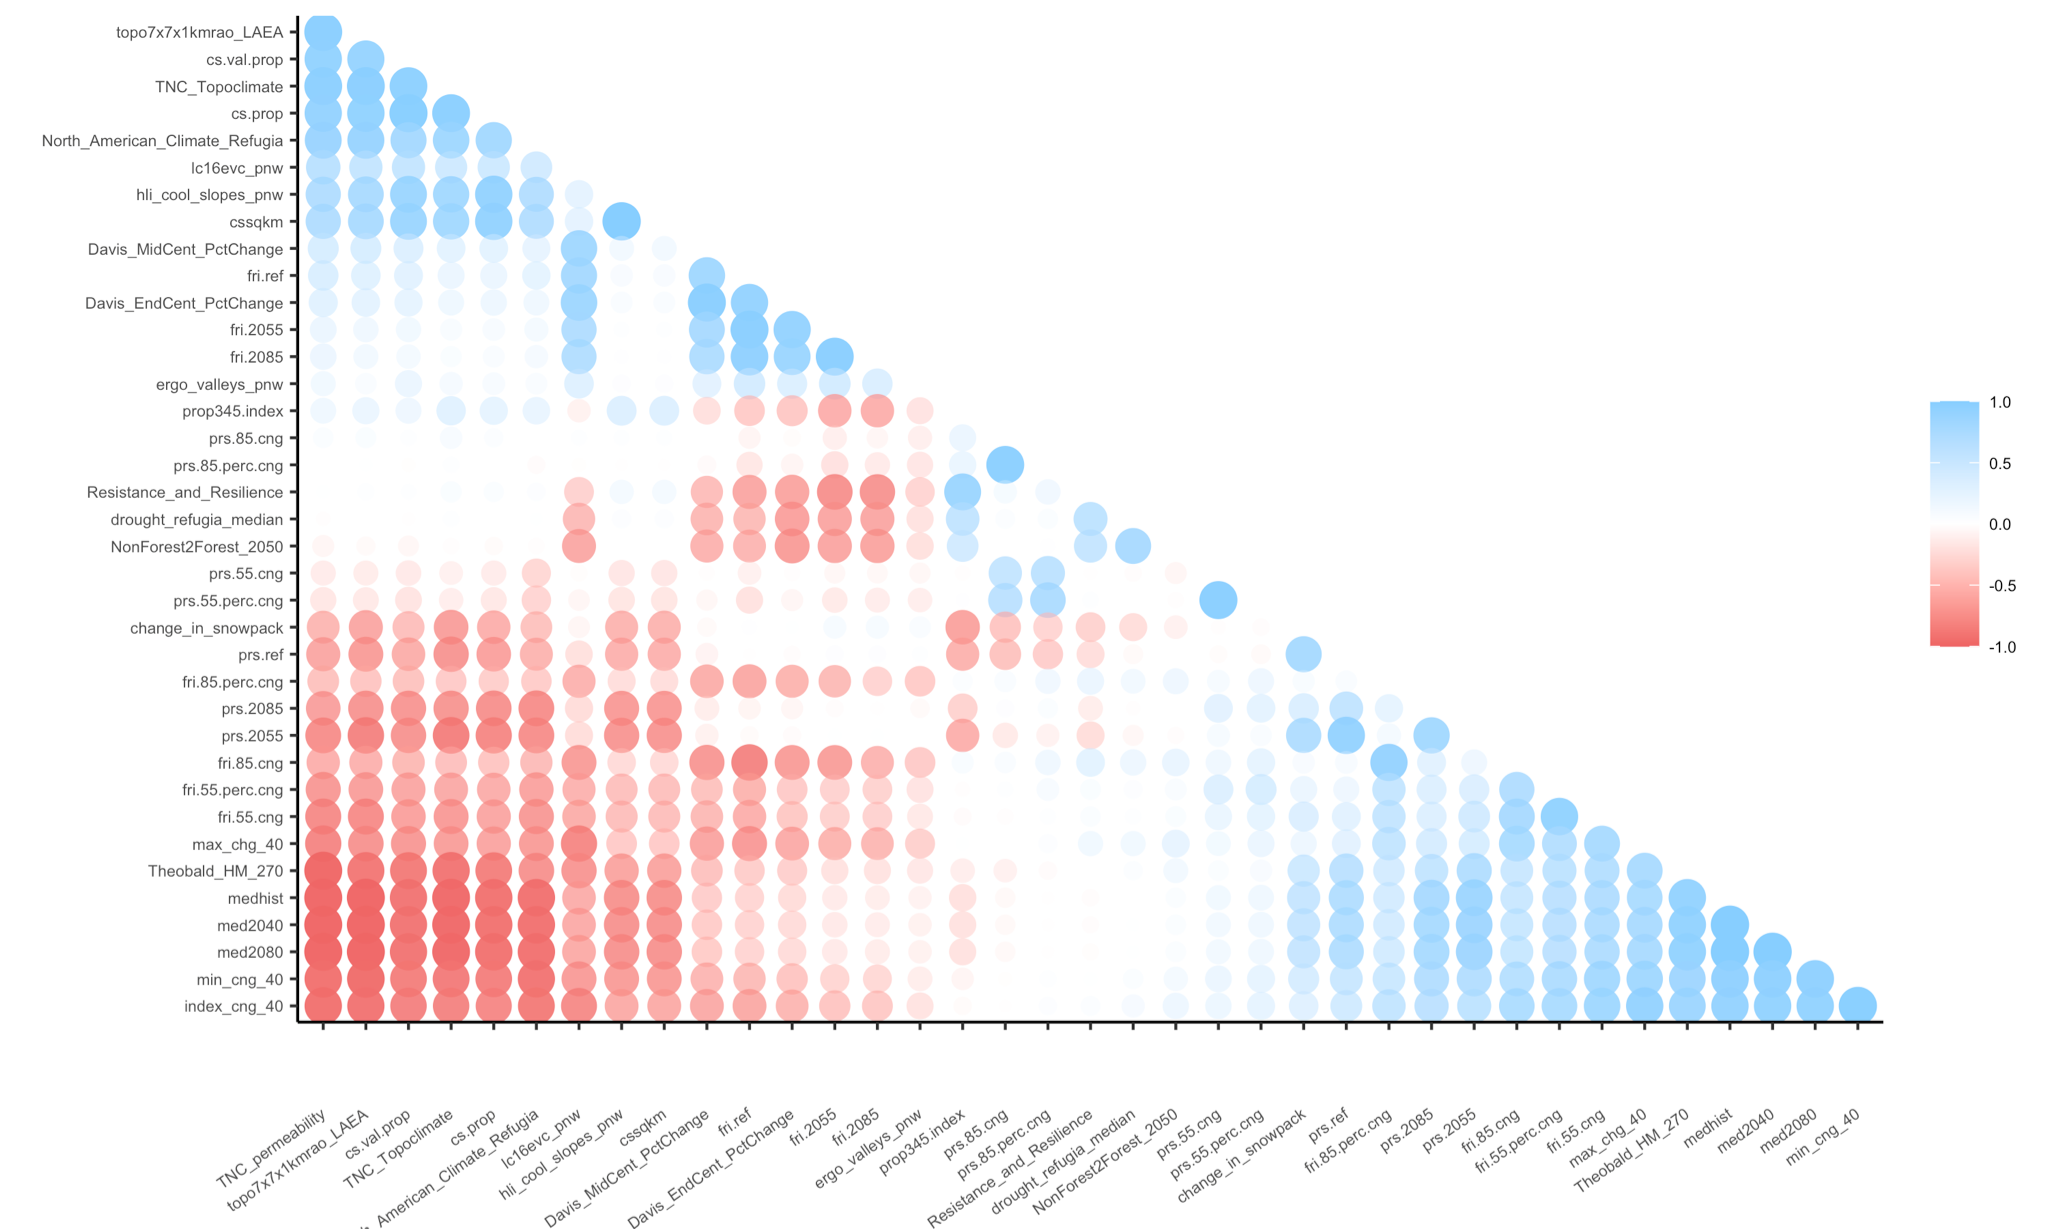 topo7x7x1kmrao_LAEA
cs.val.prop
TNC_Topoclimate
cs.prop
North_American_Climate_Refugia
lc16evc_pnw
hli_cool_slopes_pnw
cssqkm
Davis_MidCent_PctChange
fri.ref
Davis_EndCent_PctChange
fri.2055
fri.2085
ergo_valleys_pnw
prop345.index
prs.85.cng
prs.85.perc.cng
Resistance_and_Resilience
drought_refugia_median
NonForest2Forest_2050
prs.55.cng
prs.55.perc.cng
change_in_snowpack
prs.ref
fri.85.perc.cng
prs.2085
prs.2055
fri.85.cng
fri.55.perc.cng
fri.55.cng
max_chg_40
Theobald_HM_270
medhist
med2040
med2080
min_cng_40
index_cng_40
1.0
0.5
0.0
-0.5
-1.0
TNC_permeability
topo7x7x1kmrao_LAEA
cs.val.prop
TNC_Topoclimate
cs.prop
_American_Climate_Refugia
lc16evc_pnw
hli_cool_slopes_pnw
cssqkm
Davis_MidCent_PctChange
fri.ref
Davis_EndCent_PctChange
fri.2055
fri.2085
ergo_valleys_pnw
prop345.index
prs.85.cng
prs.85.perc.cng
Resistance_and_Resilience
drought_refugia_median
NonForest2Forest_2050
prs.55.cng
prs.55.perc.cng
change_in_snowpack
prs.ref
fri.85.perc.cng
prs.2085
prs.2055
fri.85.cng
fri.55.perc.cng
fri.55.cng
max_chg_40
Theobald_HM_270
medhist
med2040
med2080
min_cng_40